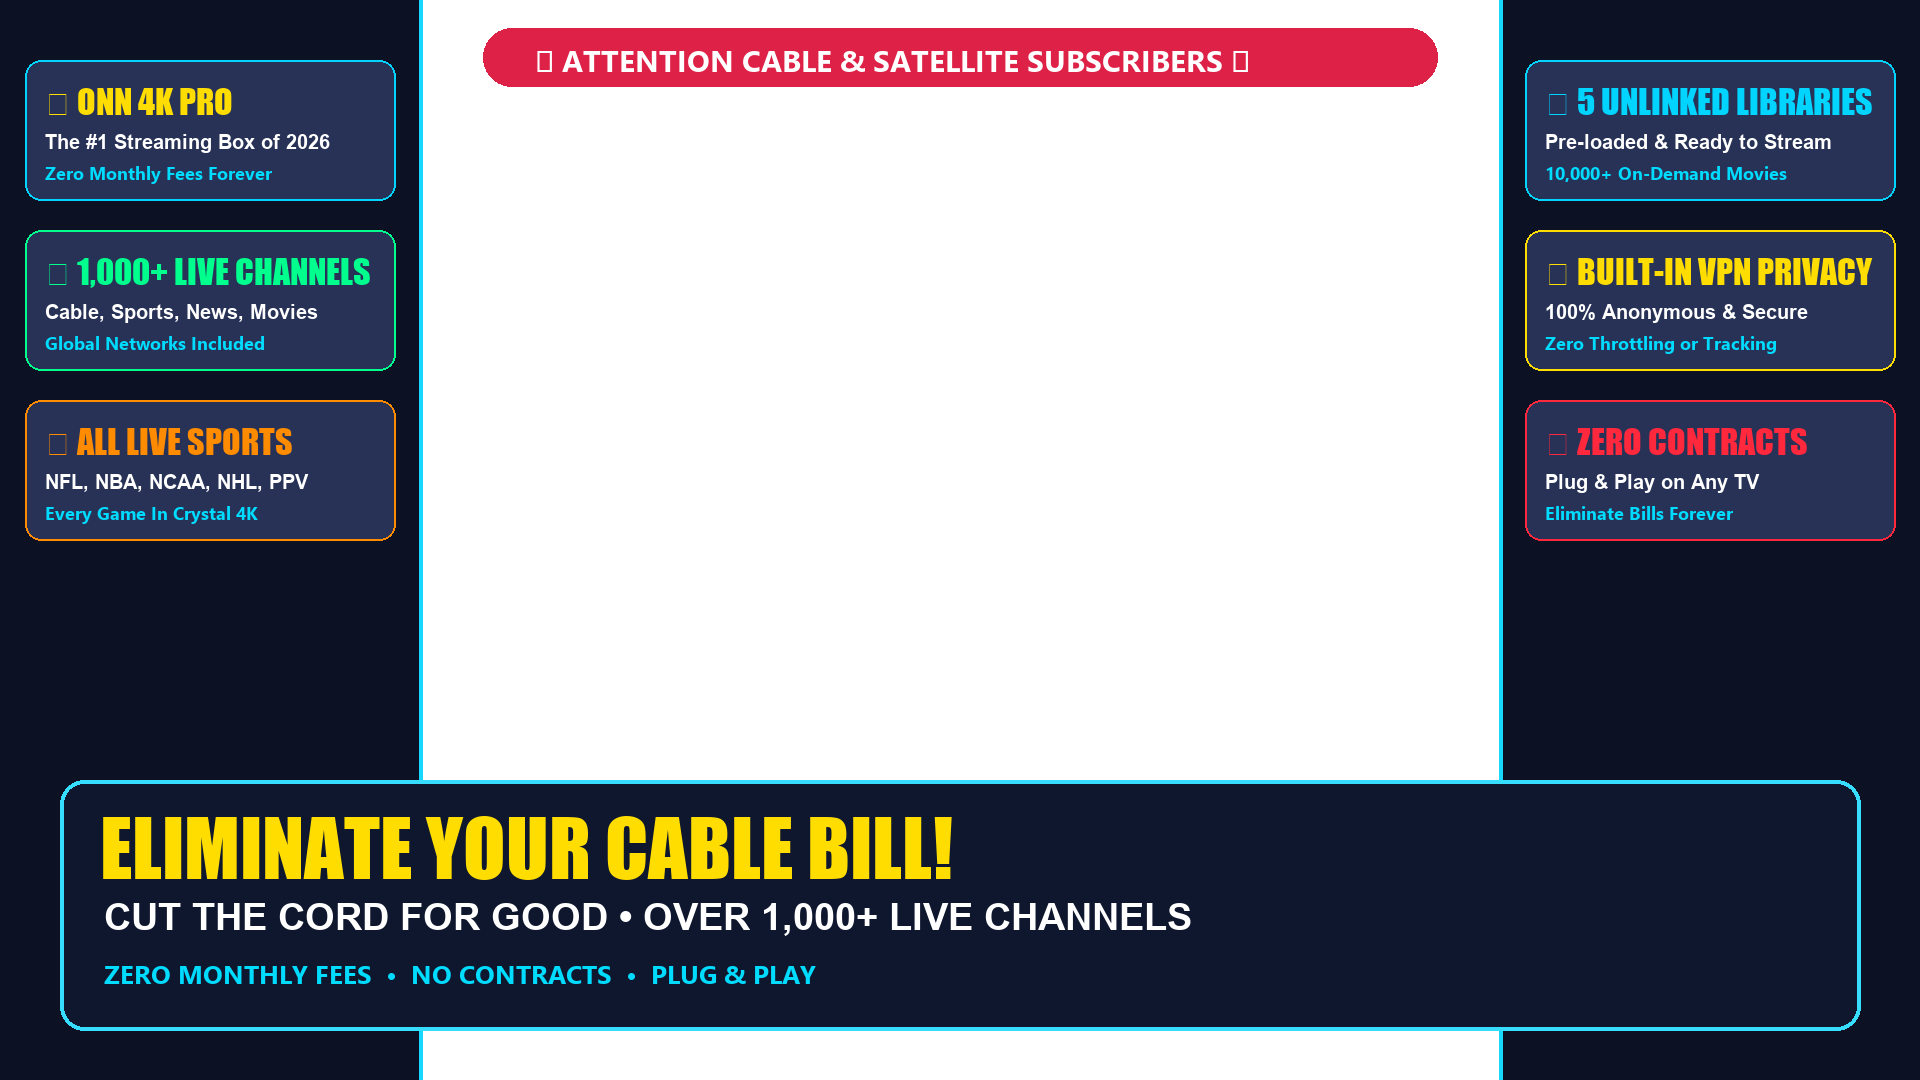 ATTENTION CABLE & SATELLITE SUBSCRIBERS
ONN 4K PRO
The #1 Streaming Box of 2026
Zero Monthly Fees Forever
1,000+ LIVE CHANNELS
Cable, Sports, News, Movies
Global Networks Included
ALL LIVE SPORTS
NFL, NBA, NCAA, NHL, PPV
Every Game In Crystal 4K
5 UNLINKED LIBRARIES
Pre-loaded & Ready to Stream
10,000+ On-Demand Movies
BUILT-IN VPN PRIVACY
100% Anonymous & Secure
Zero Throttling or Tracking
ZERO CONTRACTS
Plug & Play on Any TV
Eliminate Bills Forever
ELIMINATE YOUR CABLE BILL!
CUT THE CORD FOR GOOD • OVER 1,000+ LIVE CHANNELS
ZERO MONTHLY FEES • NO CONTRACTS • PLUG & PLAY